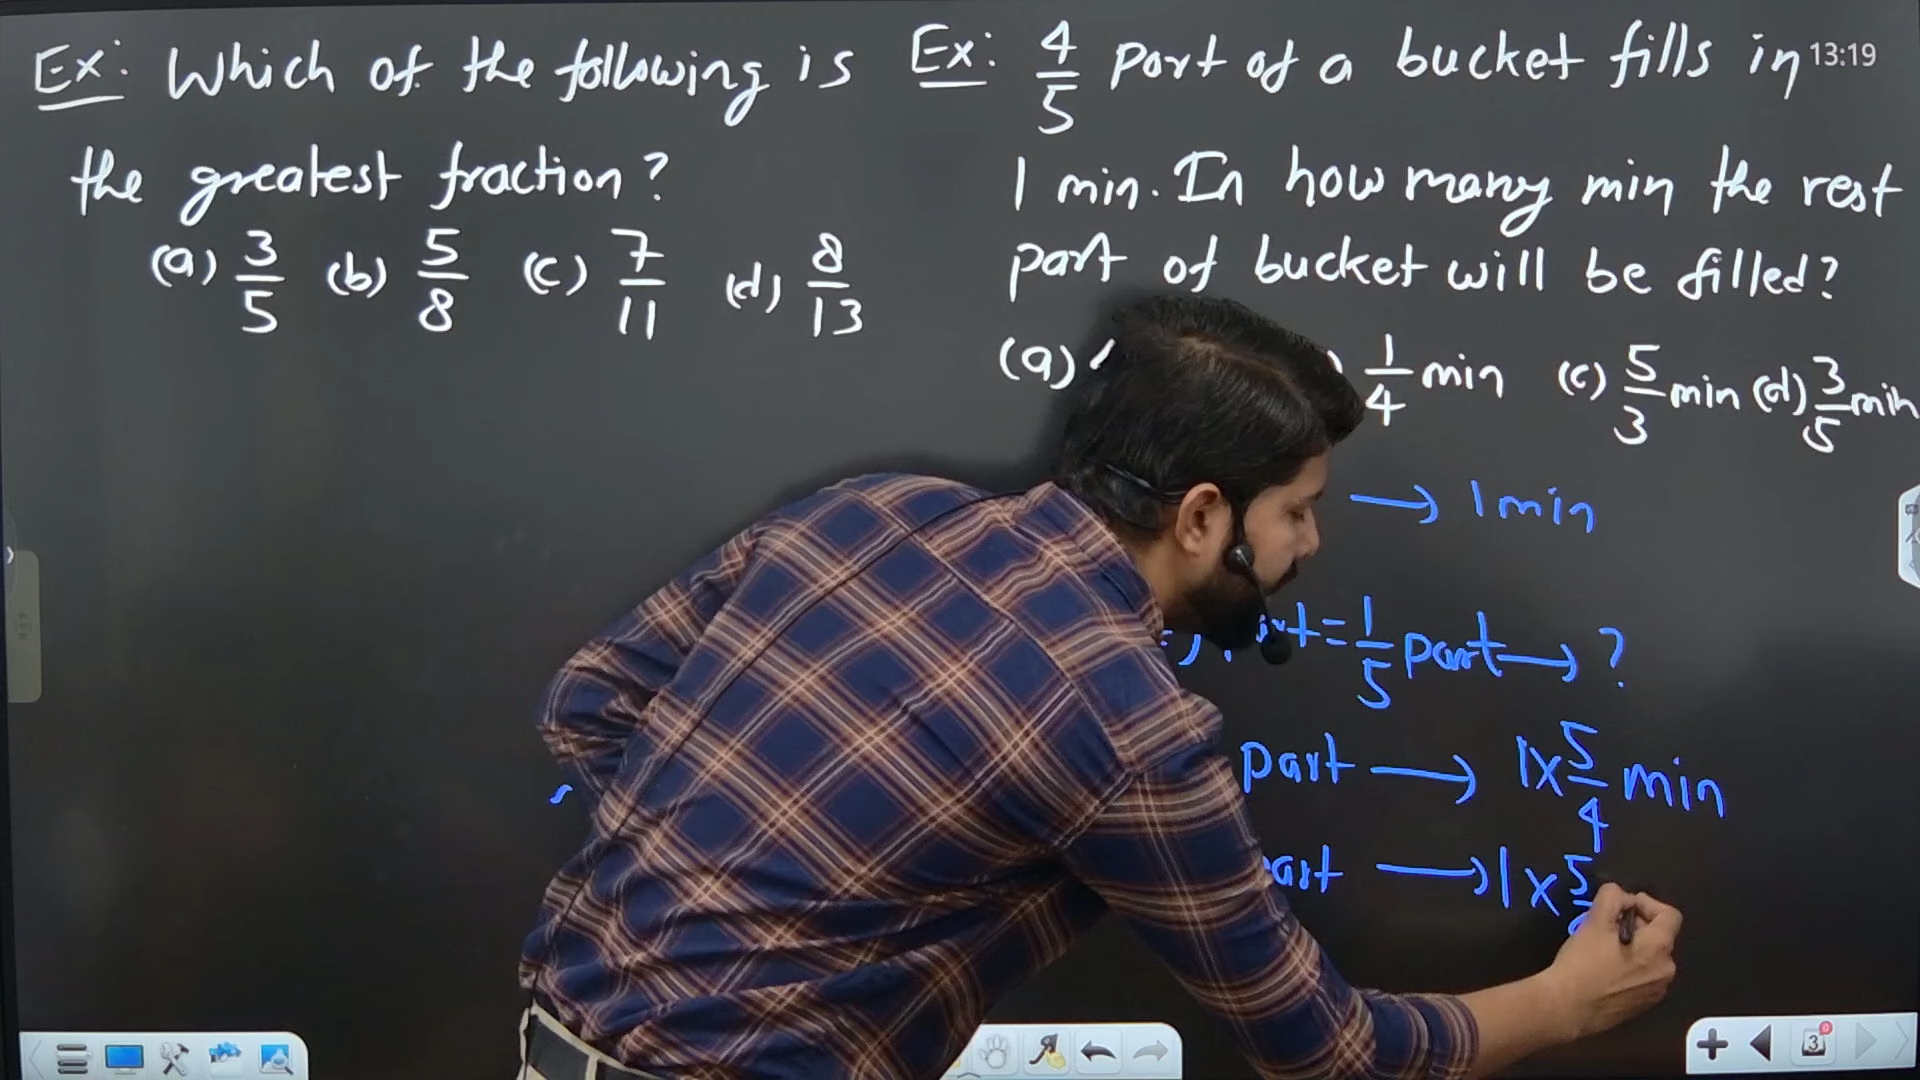 Ex: Which of the following is
the greatest fraction?
(a) 3/5 (b) 5/8 (c) 7/11 (d) 8/13
Ex: 4/5 part of a bucket fills in
1 min. In how many min the rest
part of bucket will be filled?
(a) 1/4 min (c) 5/3 min (d) 3/5 min
→ 1 min
= 1/5 part → ?
part → 1 x 5/4 min
→ 1 x 5
13:19
3